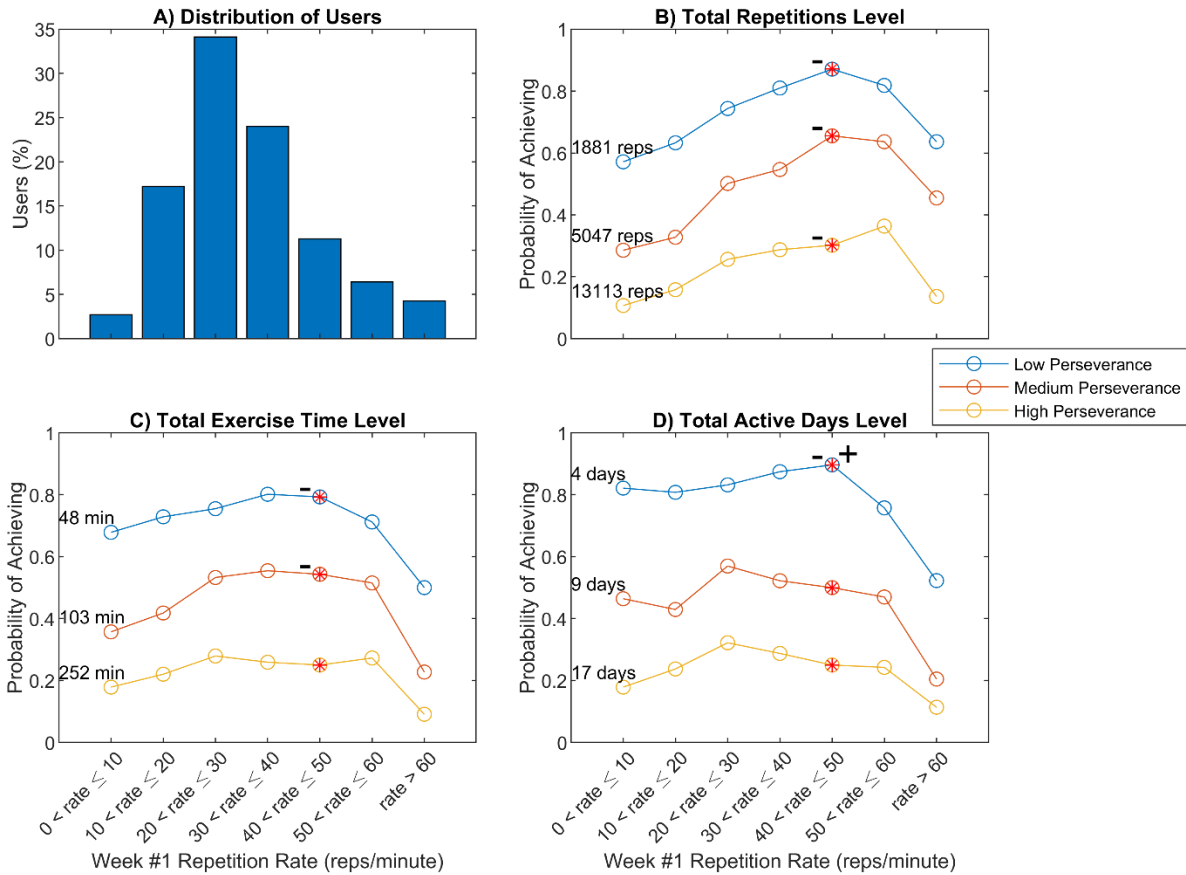 A) Distribution of Users
35
30
25
20
15
10
5
0
Users (%)
B) Total Repetitions Level
1
0.8
0.6
0.4
0.2
0
Probability of Achieving
1881 reps
5047 reps
13113 reps
-
-
-
Low Perseverance
Medium Perseverance
High Perseverance
C) Total Exercise Time Level
1
0.8
0.6
0.4
0.2
0
Probability of Achieving
48 min
103 min
252 min
-
-
0 < rate ≤ 10
10 < rate ≤ 20
20 < rate ≤ 30
30 < rate ≤ 40
40 < rate ≤ 50
50 < rate ≤ 60
rate > 60
Week #1 Repetition Rate (reps/minute)
D) Total Active Days Level
1
0.8
0.6
0.4
0.2
0
Probability of Achieving
4 days
9 days
17 days
- +
0 < rate ≤ 10
10 < rate ≤ 20
20 < rate ≤ 30
30 < rate ≤ 40
40 < rate ≤ 50
50 < rate ≤ 60
rate > 60
Week #1 Repetition Rate (reps/minute)